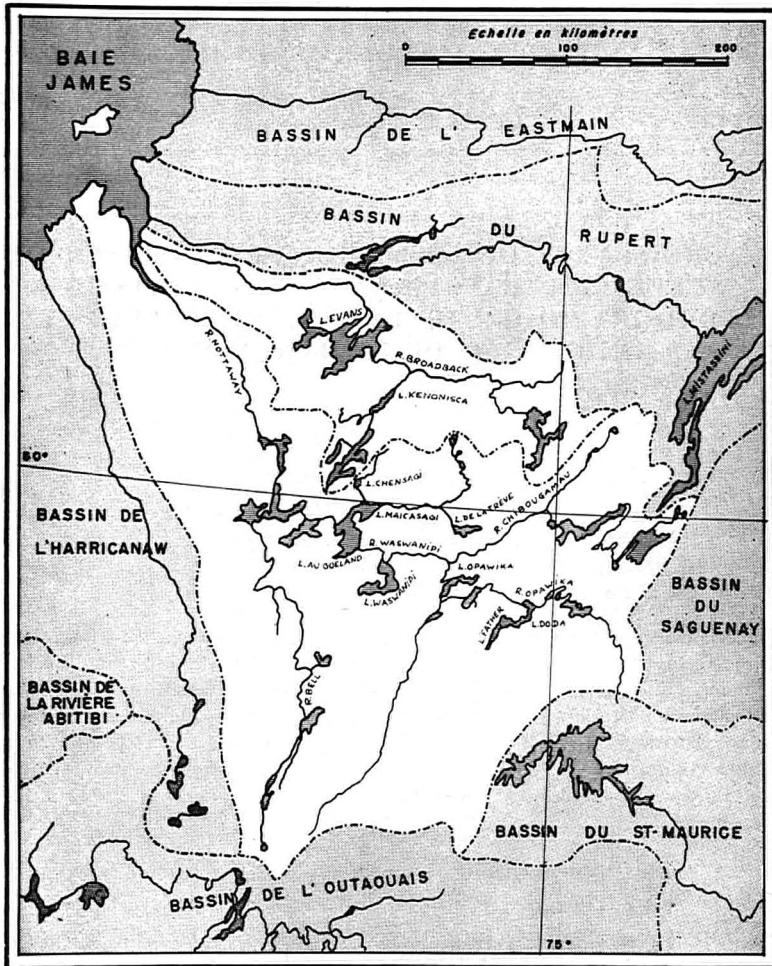 Echelle en kilomètres
0 100 200
BAIE
JAMES
BASSIN DE L' EASTMAIN
BASSIN DU RUPERT
L. EVANS
R. NOTTAWAY
R. BROADBACK
L. MISTASSINI
L. KENONISCA
50°
L. CHENSAGI
L. MAICASAGI
L. DE LA TRÊVE
R. CHIBOUGAMAU
BASSIN DE
L'HARRICANAW
R. WASWANIPI
L. AU GOELAND
L. WASWANIPI
L. OPAWIKA
R. OPAWIKA
L. FATHER
L. DODA
BASSIN
DU
SAGUENAY
BASSIN DE
LA RIVIÈRE
ABITIBI
R. BELL
BASSIN DU ST-MAURICE
BASSIN DE L'OUTAOUAIS
75°